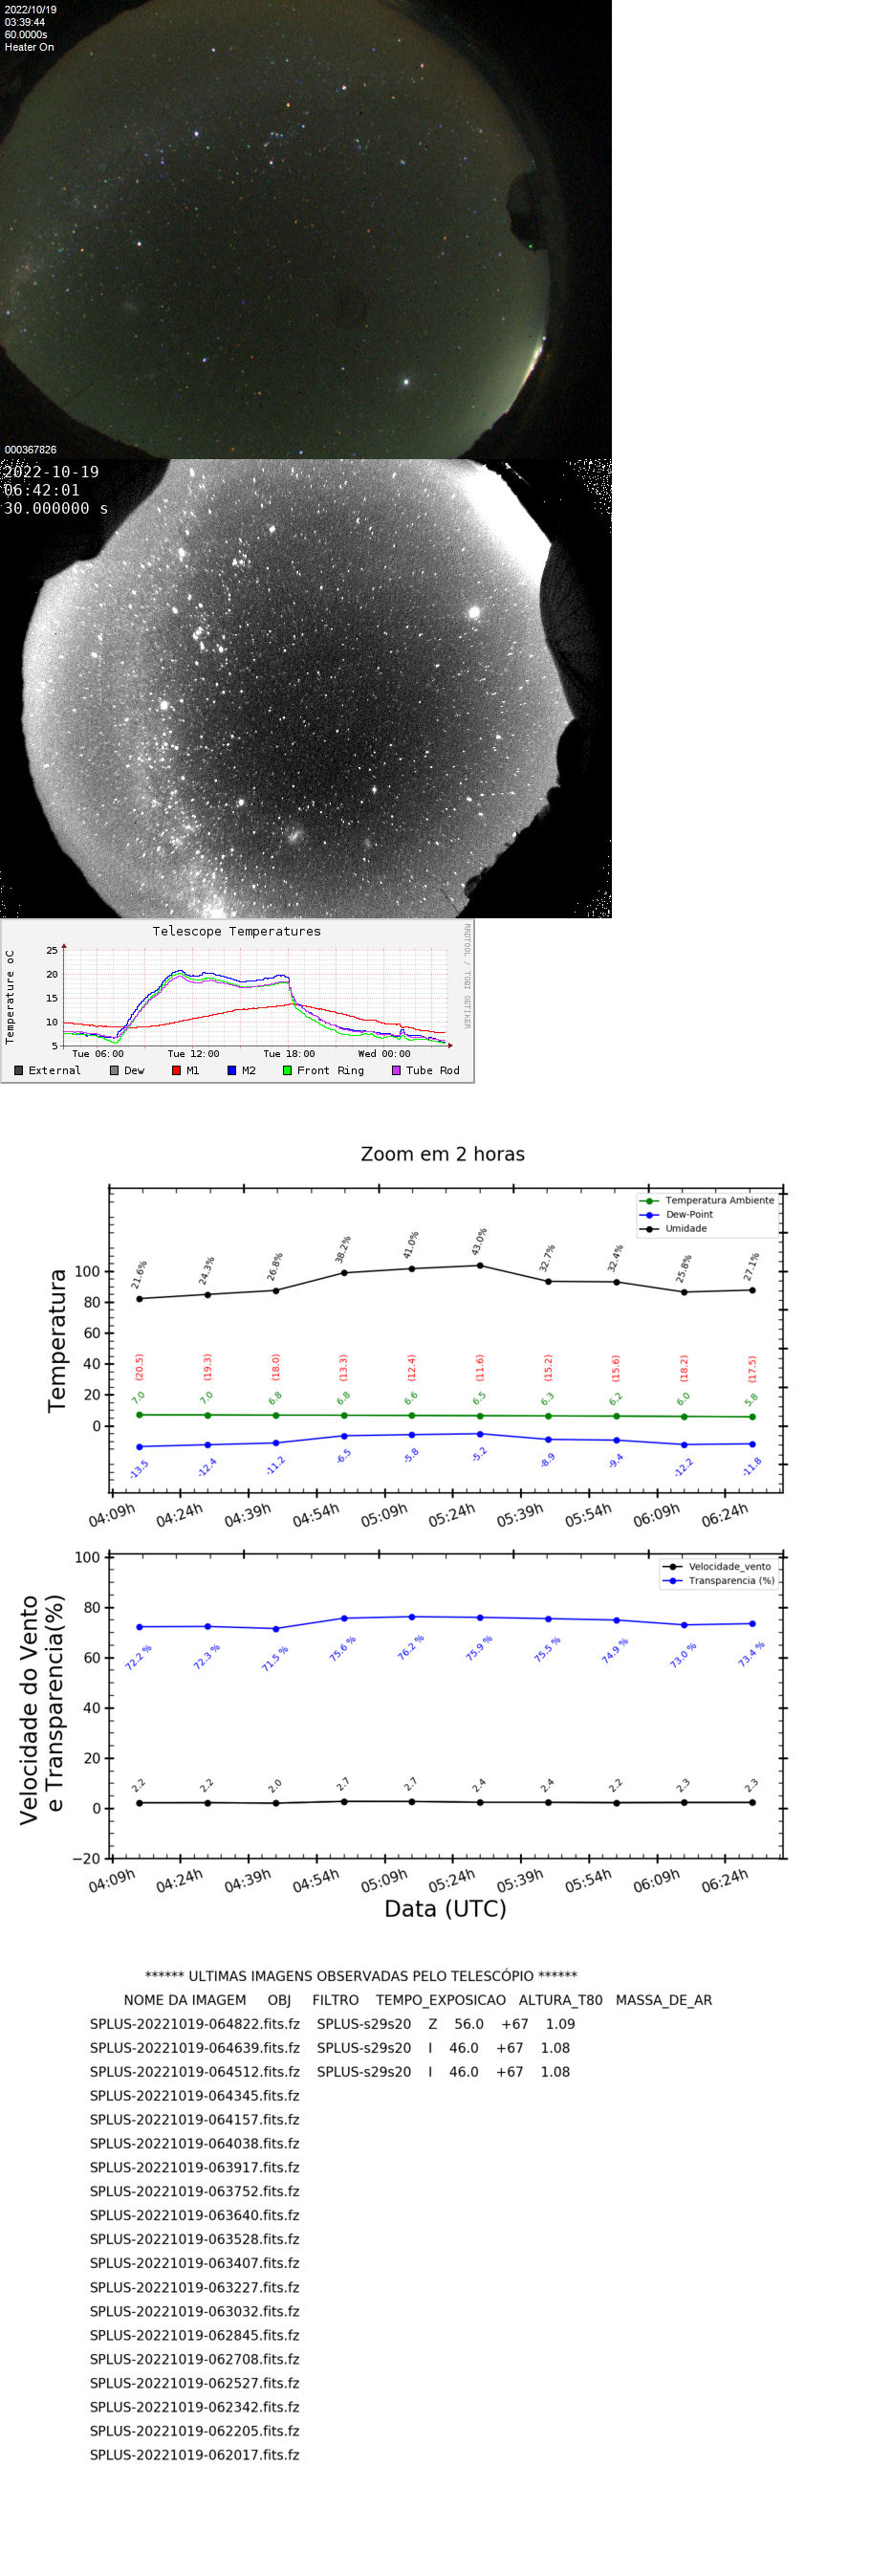 2022/10/19
03:39:44
60.0000s
Heater On
000367826
2022-10-19
06:42:01
30.000000 s
Telescope Temperatures
RRDTOOL / TOBI OETIKER
Temperature oC
25
20
15
10
5
Tue 06:00 Tue 12:00 Tue 18:00 Wed 00:00
External Dew M1 M2 Front Ring Tube Rod
Zoom em 2 horas
Temperatura Ambiente
Dew-Point
Umidade
Temperatura
100
80
60
40
20
0
21.6% 24.3% 26.8% 38.2% 41.0% 43.0% 32.7% 32.4% 25.8% 27.1%
(20.5) (19.3) (18.0) (13.3) (12.4) (11.6) (15.2) (15.6) (18.2) (17.5)
7.0 7.0 6.8 6.8 6.6 6.5 6.3 6.2 6.0 5.8
-13.5 -12.4 -11.2 -6.5 -5.8 -5.2 -8.9 -9.4 -12.2 -11.8
04:09h 04:24h 04:39h 04:54h 05:09h 05:24h 05:39h 05:54h 06:09h 06:24h
Velocidade_vento
Transparencia (%)
Velocidade do Vento
e Transparencia(%)
100
80
60
40
20
0
−20
72.2 % 72.3 % 71.5 % 75.6 % 76.2 % 75.9 % 75.5 % 74.9 % 73.0 % 73.4 %
2.2 2.2 2.0 2.7 2.7 2.4 2.4 2.2 2.3 2.3
04:09h 04:24h 04:39h 04:54h 05:09h 05:24h 05:39h 05:54h 06:09h 06:24h
Data (UTC)
****** ULTIMAS IMAGENS OBSERVADAS PELO TELESCÓPIO ******
NOME DA IMAGEM OBJ FILTRO TEMPO_EXPOSICAO ALTURA_T80 MASSA_DE_AR
SPLUS-20221019-064822.fits.fz SPLUS-s29s20 Z 56.0 +67 1.09
SPLUS-20221019-064639.fits.fz SPLUS-s29s20 I 46.0 +67 1.08
SPLUS-20221019-064512.fits.fz SPLUS-s29s20 I 46.0 +67 1.08
SPLUS-20221019-064345.fits.fz
SPLUS-20221019-064157.fits.fz
SPLUS-20221019-064038.fits.fz
SPLUS-20221019-063917.fits.fz
SPLUS-20221019-063752.fits.fz
SPLUS-20221019-063640.fits.fz
SPLUS-20221019-063528.fits.fz
SPLUS-20221019-063407.fits.fz
SPLUS-20221019-063227.fits.fz
SPLUS-20221019-063032.fits.fz
SPLUS-20221019-062845.fits.fz
SPLUS-20221019-062708.fits.fz
SPLUS-20221019-062527.fits.fz
SPLUS-20221019-062342.fits.fz
SPLUS-20221019-062205.fits.fz
SPLUS-20221019-062017.fits.fz